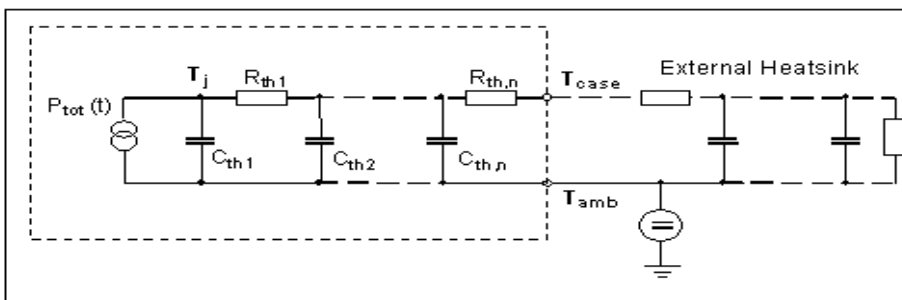 T_j
R_th1
R_th,n
T_case
External Heatsink
P_tot (t)
C_th1
C_th2
C_th,n
T_amb